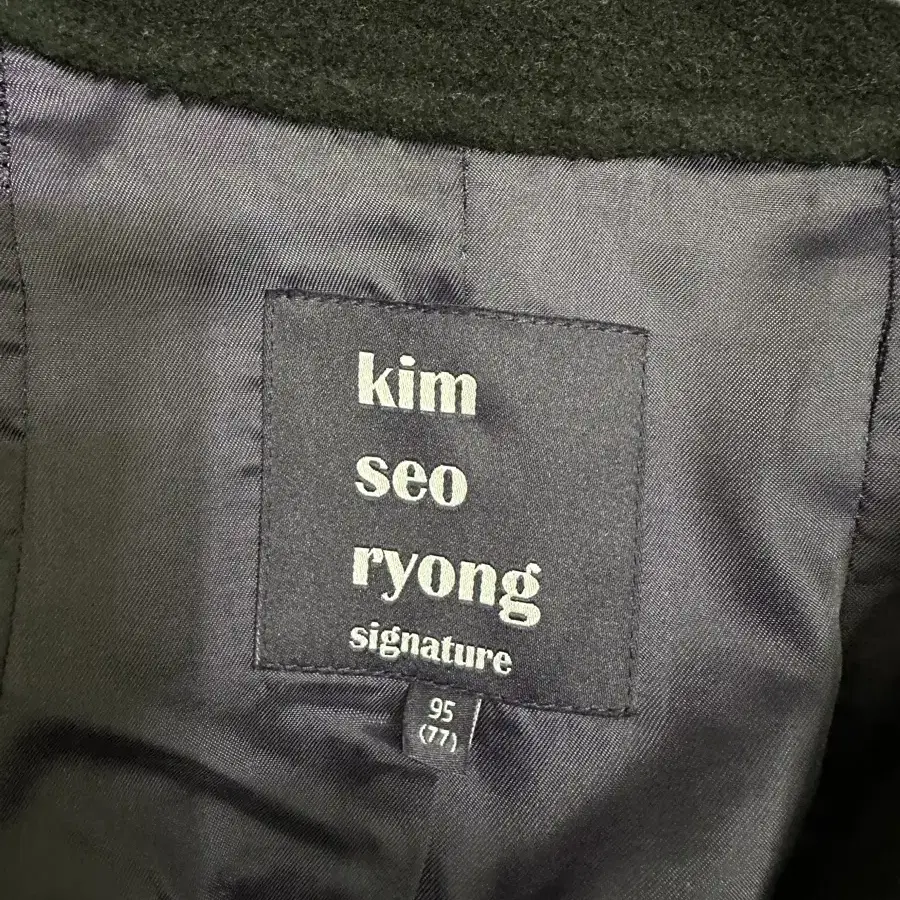 kim
seo
ryong
signature
95
(77)